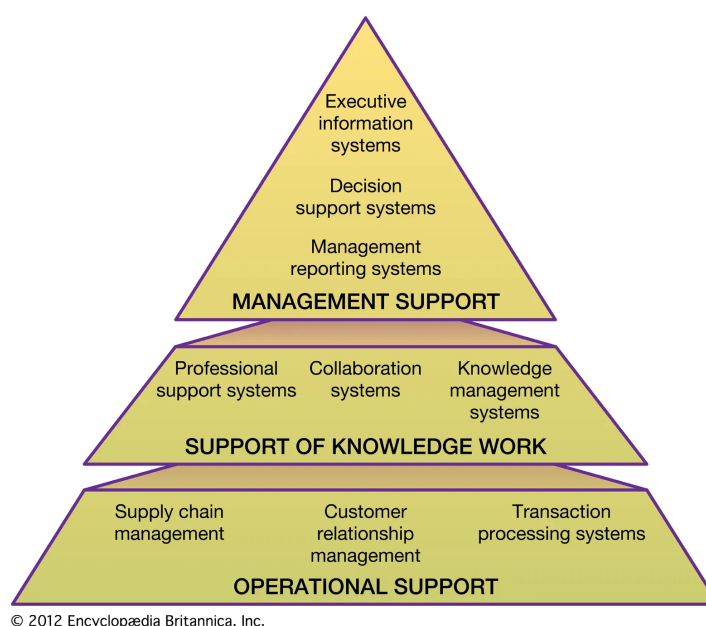 Executive
information
systems
Decision
support systems
Management
reporting systems
MANAGEMENT SUPPORT
Professional
support systems
Collaboration
systems
Knowledge
management
systems
SUPPORT OF KNOWLEDGE WORK
Supply chain
management
Customer
relationship
management
Transaction
processing systems
OPERATIONAL SUPPORT
© 2012 Encyclopædia Britannica, Inc.